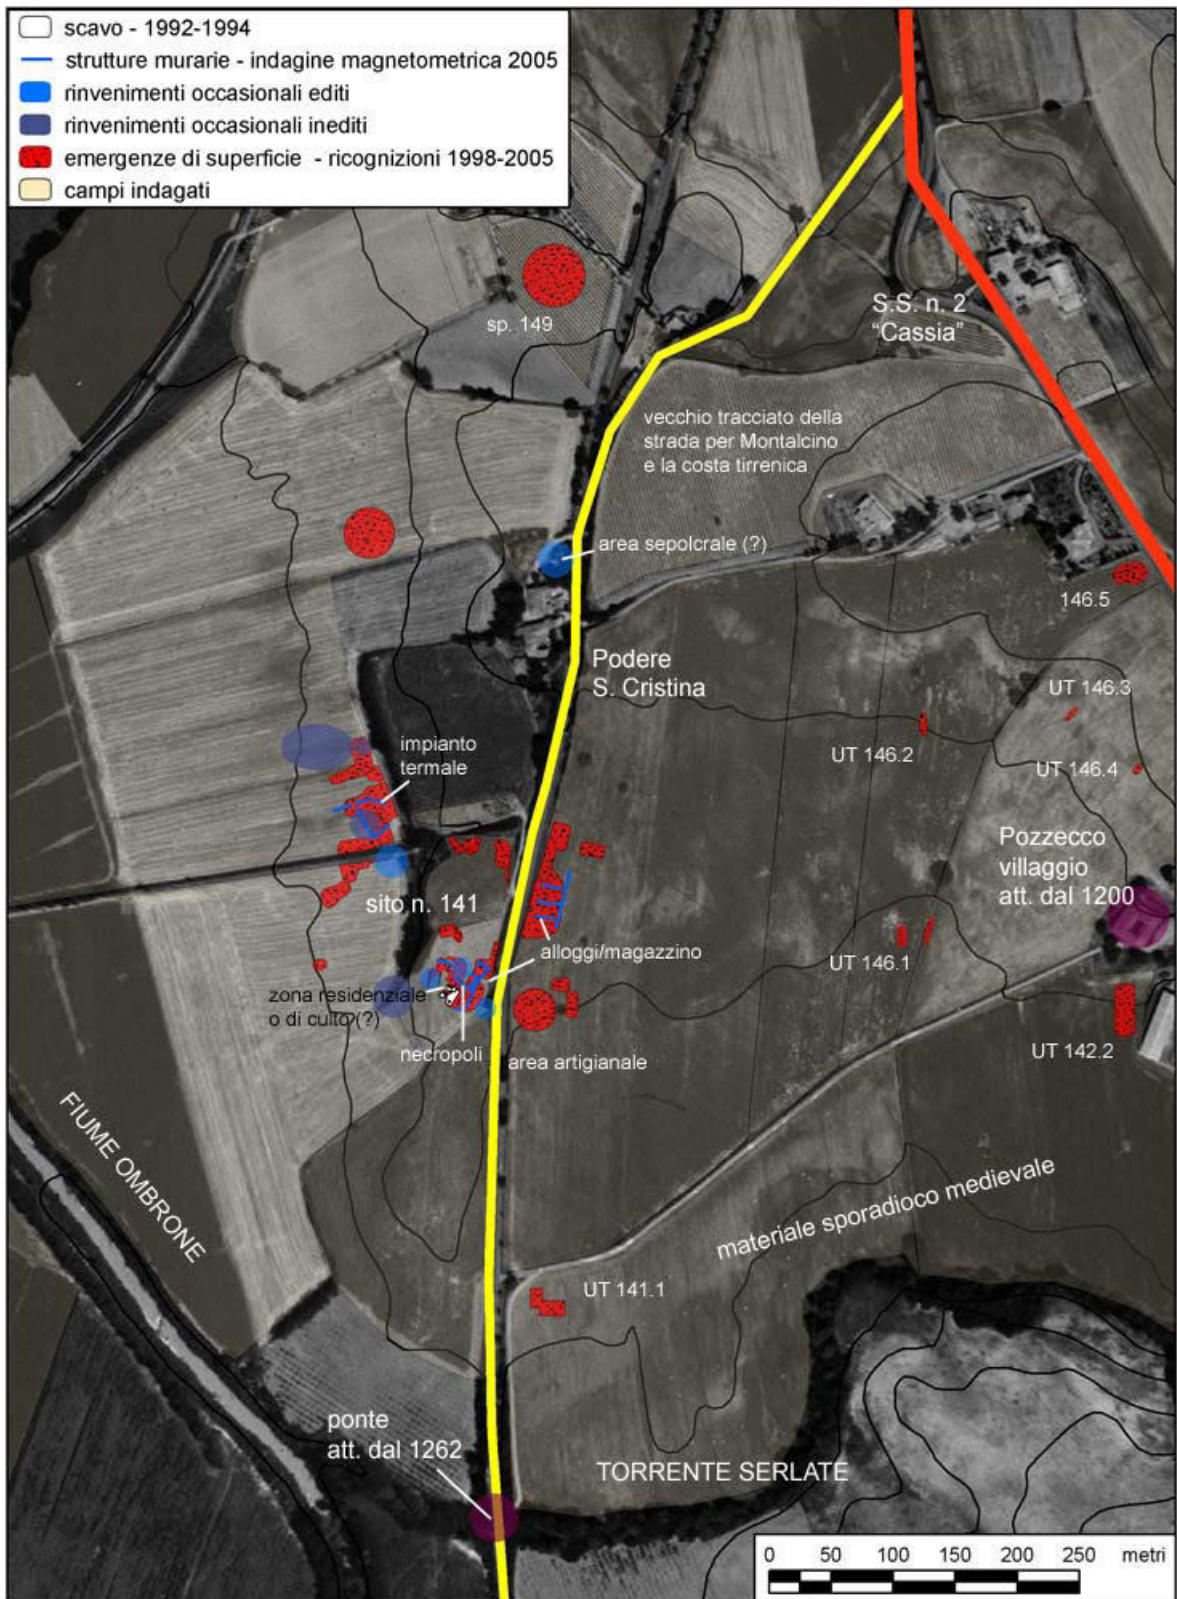 scavo - 1992-1994
strutture murarie - indagine magnetometrica 2005
rinvenimenti occasionali editi
rinvenimenti occasionali inediti
emergenze di superficie - ricognizioni 1998-2005
campi indagati
sp. 149
S.S. n. 2
"Cassia"
vecchio tracciato della
strada per Montalcino
e la costa tirrenica
area sepolcrale (?)
146.5
Podere
S. Cristina
UT 146.3
impianto
termale
UT 146.2
UT 146.4
Pozzecco
villaggio
att. dal 1200
sito n. 141
alloggi/magazzino
UT 146.1
zona residenziale
o di culto (?)
necropoli
area artigianale
UT 142.2
FIUME OMBRONE
materiale sporadioco medievale
UT 141.1
ponte
att. dal 1262
TORRENTE SERLATE
0 50 100 150 200 250 metri